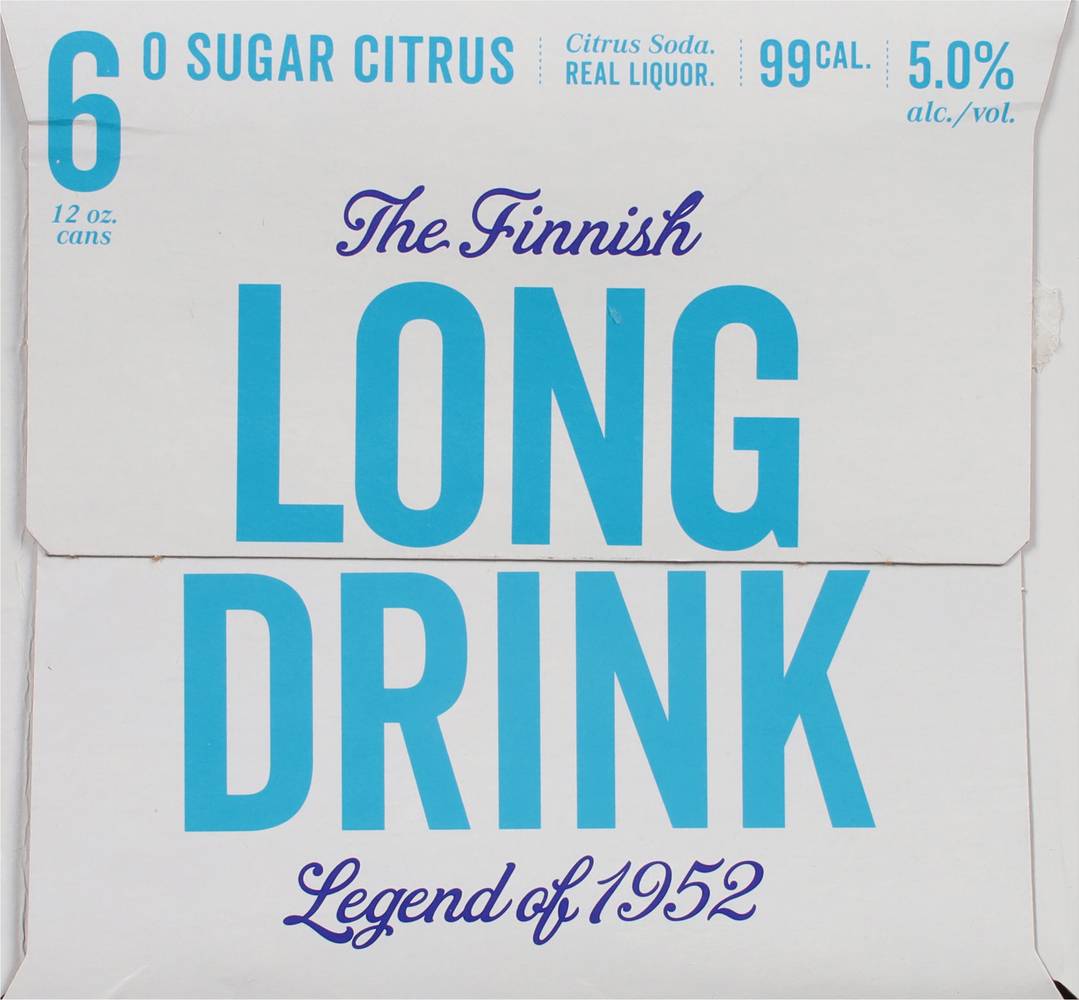 6
12 oz.
cans
0 SUGAR CITRUS
Citrus Soda.
REAL LIQUOR.
99 CAL.
5.0%
alc./vol.
The Finnish
LONG
DRINK
Legend of 1952